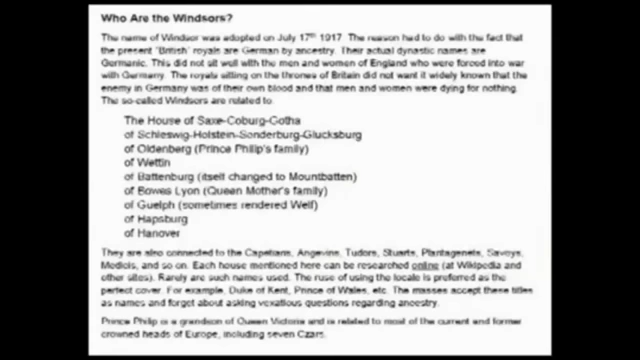 Who Are the Windsors?
The name of Windsor was adopted on July 17th 1917. The reason had to do with the fact that
the present "British" royals are German by ancestry. Their actual dynastic names are
Germanic. This did not sit well with the men and women of England who were forced into war
with Germany. The royals sitting on the thrones of Britain did not want it widely known that the
enemy in Germany was of their own blood and that men and women were dying for nothing.
The so-called Windsors are related to
The House of Saxe-Coburg-Gotha
of Schleswig-Holstein-Sonderburg-Glucksburg
of Oldenberg (Prince Philip's family)
of Wettin
of Battenburg (itself changed to Mountbatten)
of Bowes Lyon (Queen Mother's family)
of Guelph (sometimes rendered Welf)
of Hapsburg
of Hanover
They are also connected to the Capetians, Angevins, Tudors, Stuarts, Plantagenets, Savoys,
Medicis, and so on. Each house mentioned here can be researched online (at Wikipedia and
other sites). Rarely are such names used. The ruse of using the locale is preferred as the
perfect cover. For example, Duke of Kent, Prince of Wales, etc. The masses accept these titles
as names and forget about asking vexatious questions regarding ancestry.
Prince Philip is a grandson of Queen Victoria and is related to most of the current and former
crowned heads of Europe, including seven Czars.